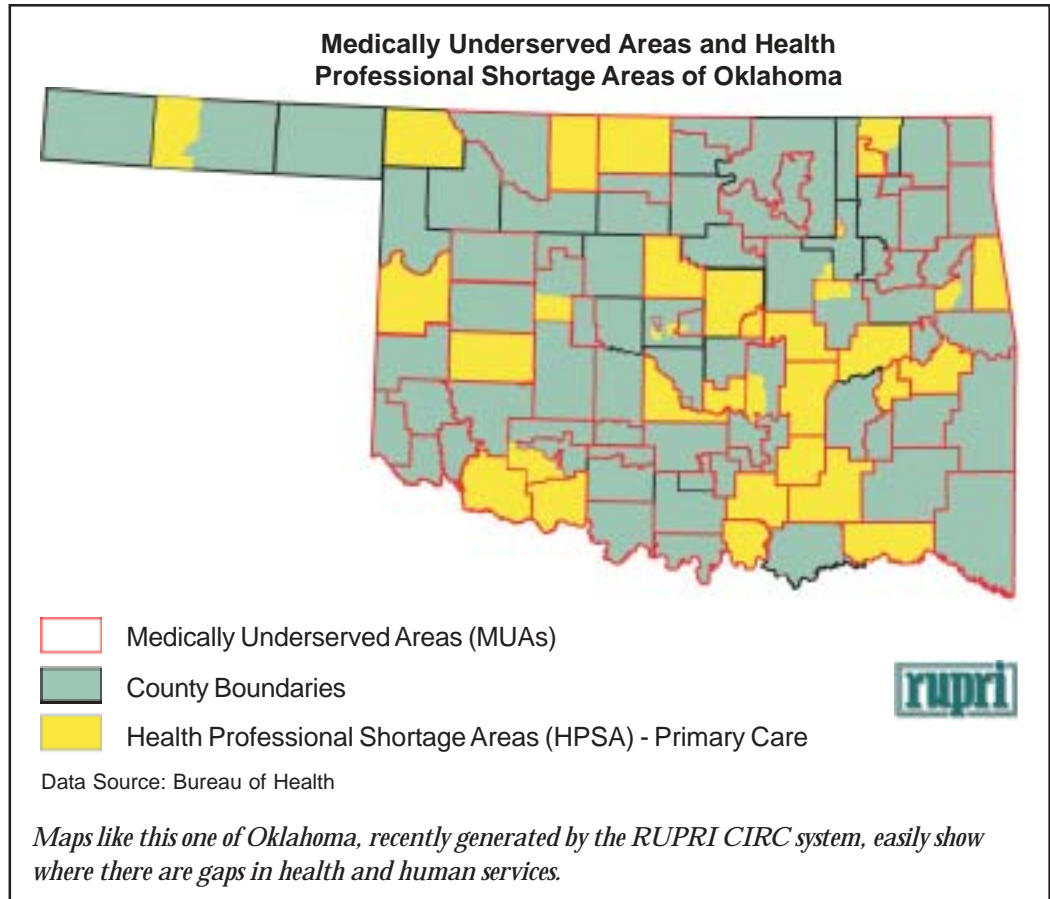 Medically Underserved Areas and Health
Professional Shortage Areas of Oklahoma
Medically Underserved Areas (MUAs)
County Boundaries
rupri
Health Professional Shortage Areas (HPSA) - Primary Care
Data Source: Bureau of Health
Maps like this one of Oklahoma, recently generated by the RUPRI CIRC system, easily show
where there are gaps in health and human services.